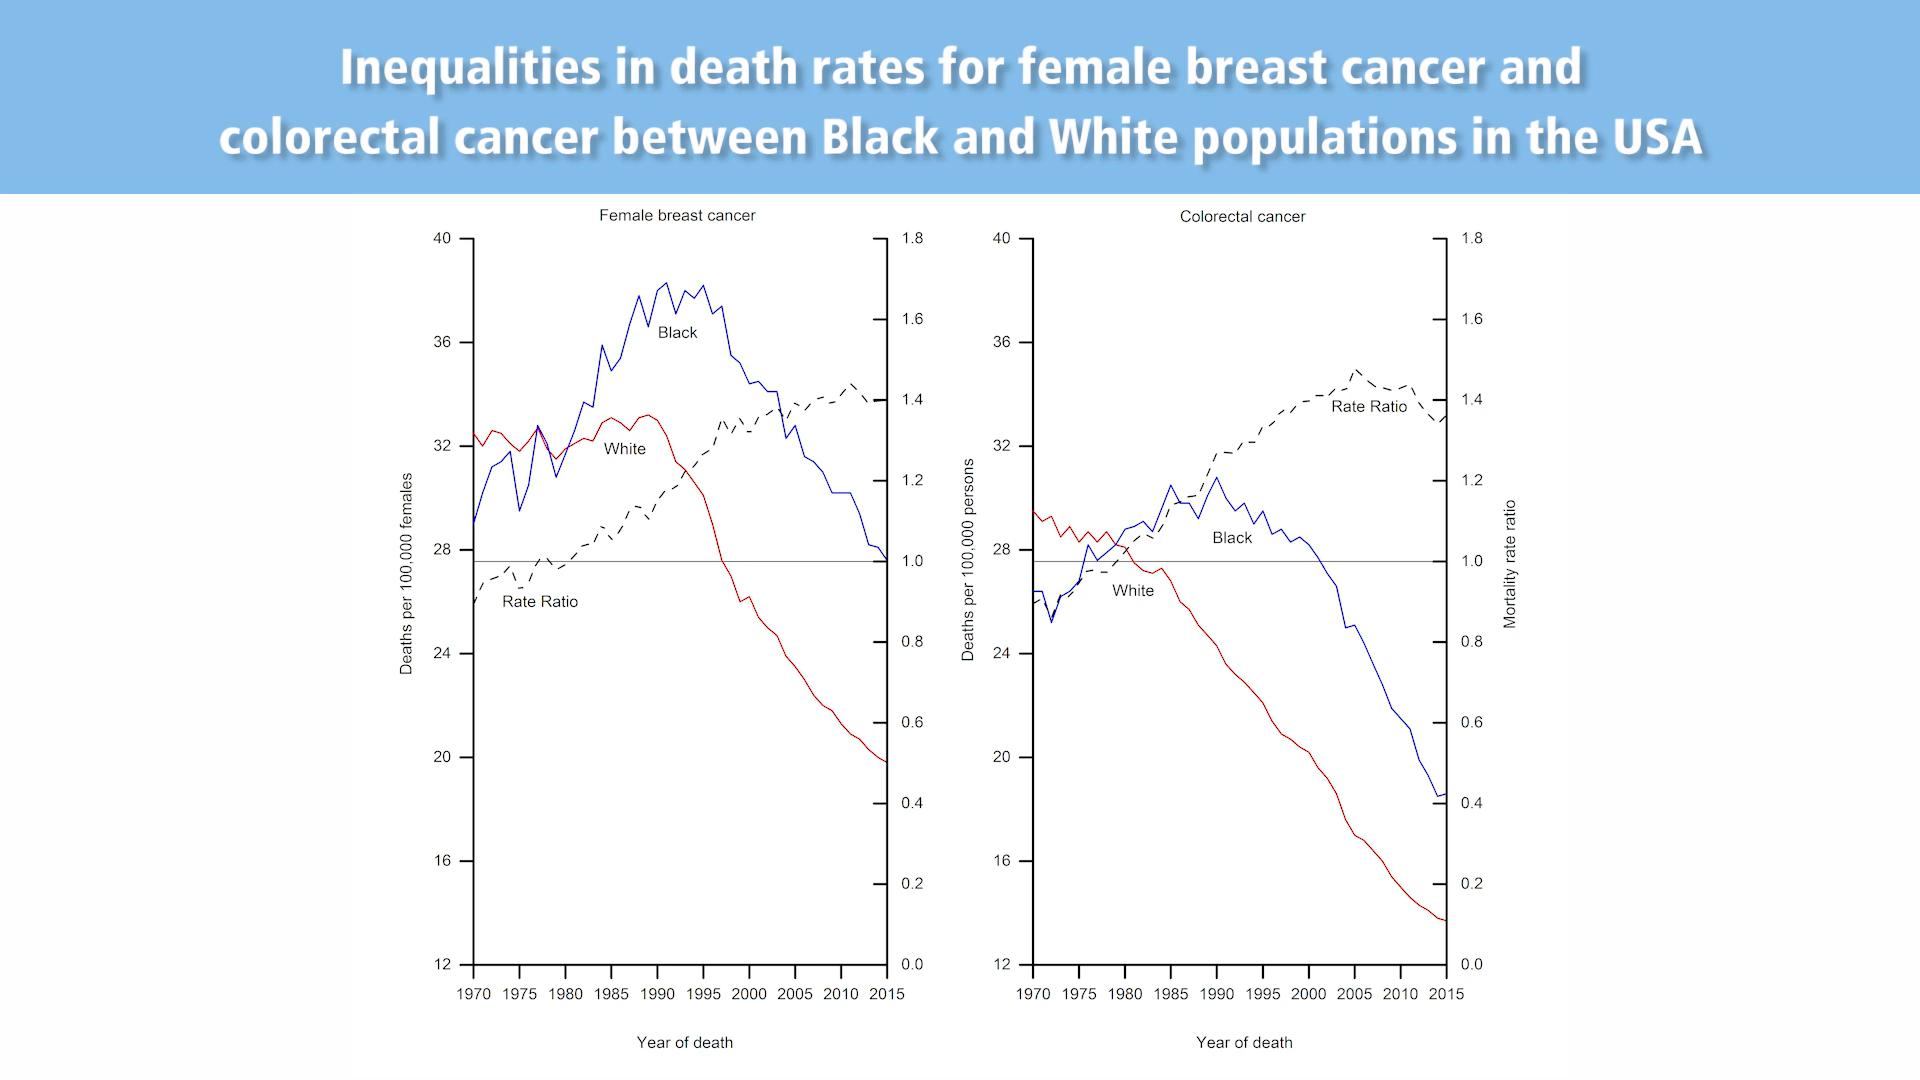 Inequalities in death rates for female breast cancer and
colorectal cancer between Black and White populations in the USA
Female breast cancer
40
36
32
28
24
20
16
12
Deaths per 100,000 females
1.8
1.6
1.4
1.2
1.0
0.8
0.6
0.4
0.2
0.0
Black
White
Rate Ratio
1970 1975 1980 1985 1990 1995 2000 2005 2010 2015
Year of death
Colorectal cancer
40
36
32
28
24
20
16
12
Deaths per 100,000 persons
1.8
1.6
1.4
1.2
1.0
0.8
0.6
0.4
0.2
0.0
Mortality rate ratio
Rate Ratio
Black
White
1970 1975 1980 1985 1990 1995 2000 2005 2010 2015
Year of death